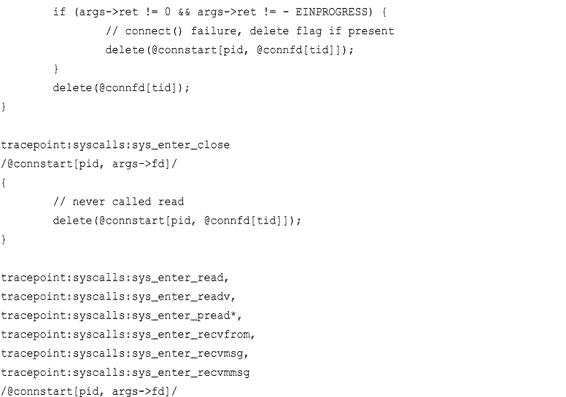 if (args->ret != 0 && args->ret != - EINPROGRESS) {
// connect() failure, delete flag if present
delete(@connstart[pid, @connfd[tid]]);
}
delete(@connfd[tid]);
}
tracepoint:syscalls:sys_enter_close
/@connstart[pid, args->fd]/
{
// never called read
delete(@connstart[pid, @connfd[tid]]);
}
tracepoint:syscalls:sys_enter_read,
tracepoint:syscalls:sys_enter_readv,
tracepoint:syscalls:sys_enter_pread*,
tracepoint:syscalls:sys_enter_recvfrom,
tracepoint:syscalls:sys_enter_recvmsg,
tracepoint:syscalls:sys_enter_recvmmsg
/@connstart[pid, args->fd]/